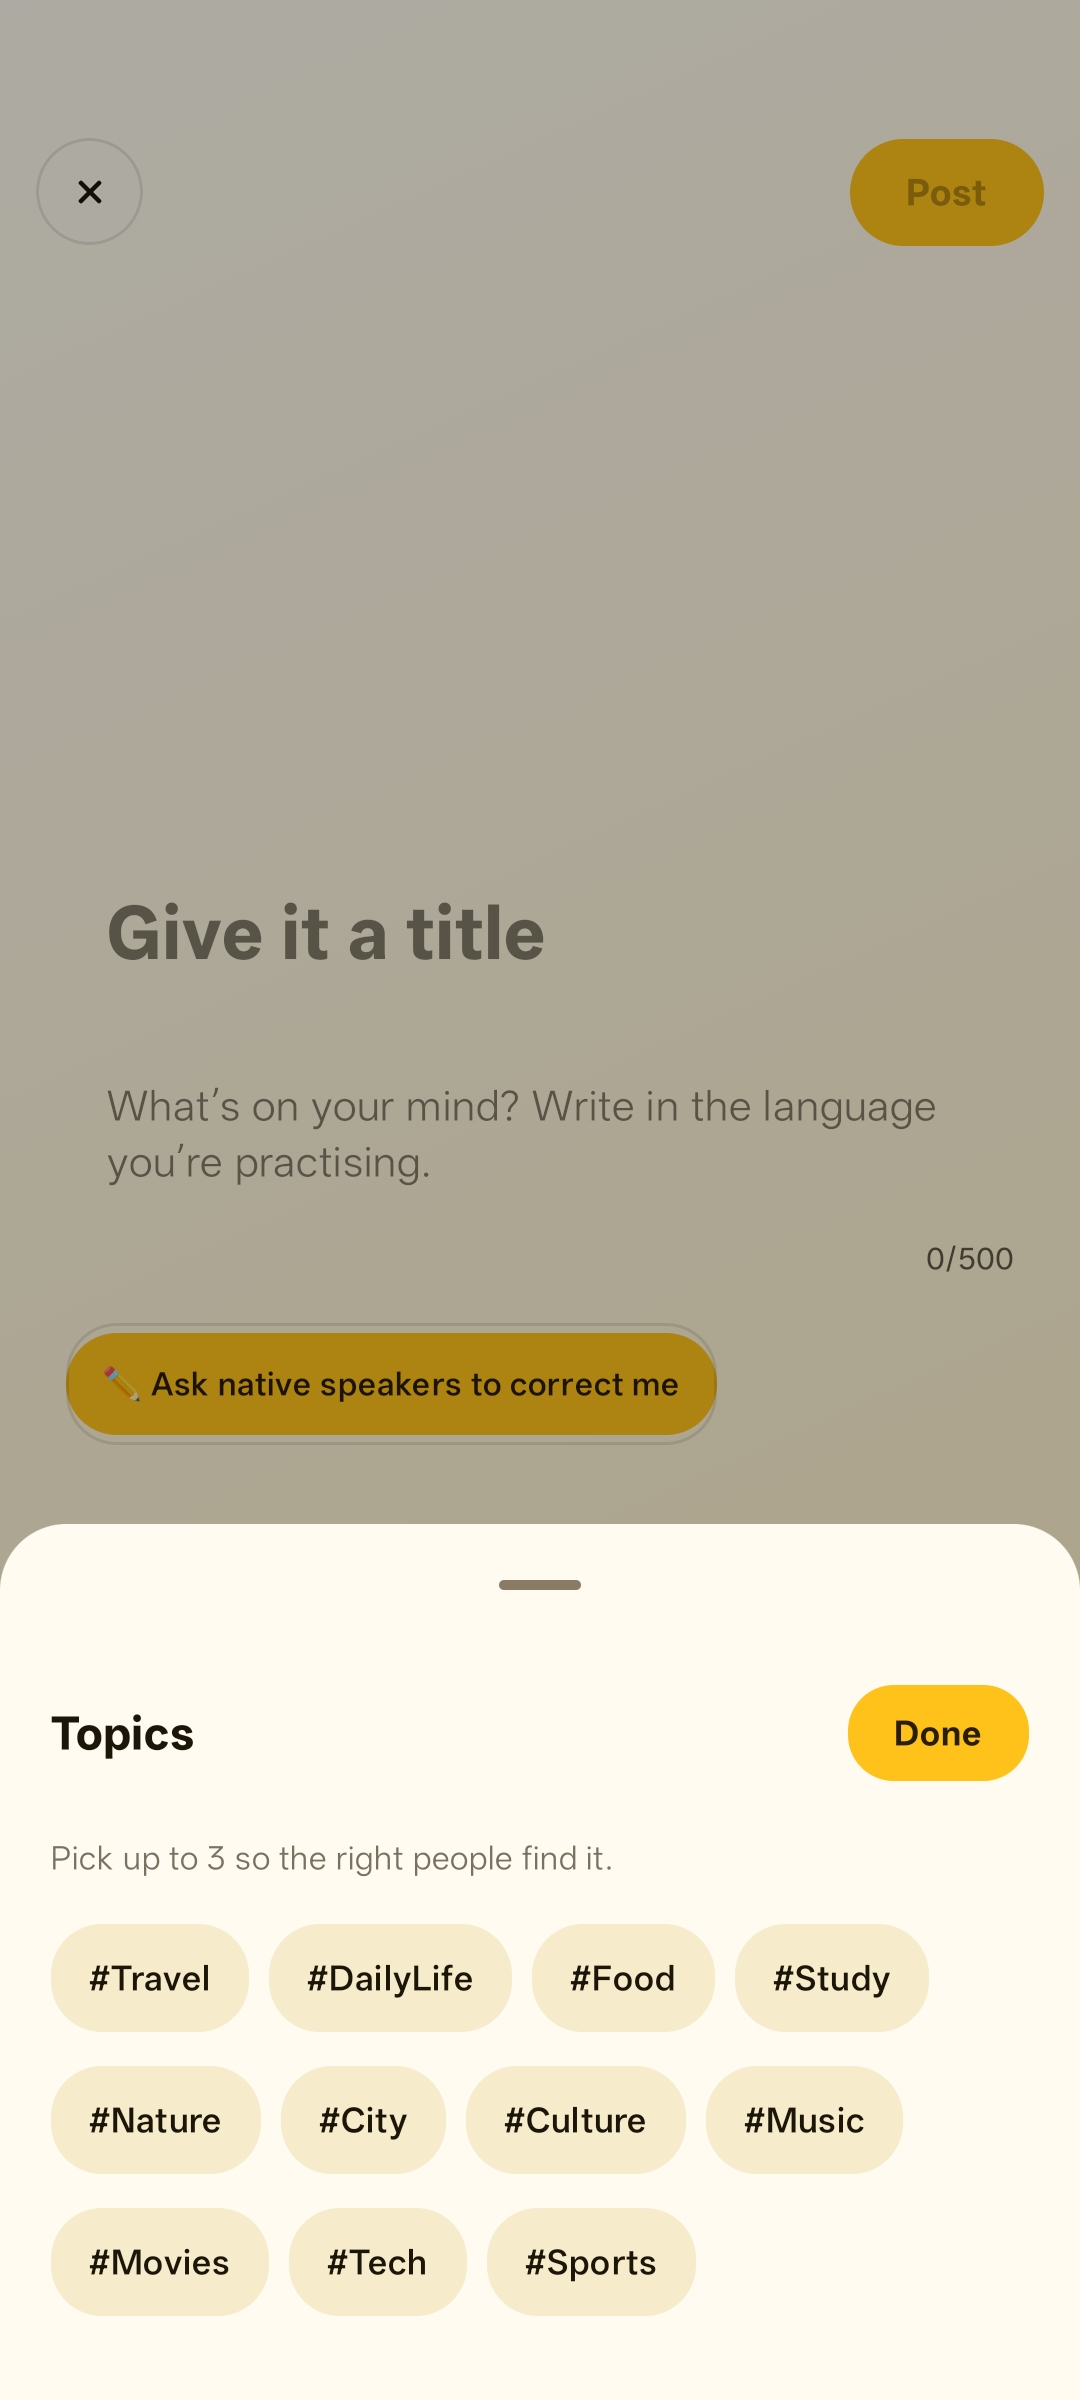 Post
Give it a title
What’s on your mind? Write in the language
you’re practising.
0/500
✏️ Ask native speakers to correct me
Topics
Done
Pick up to 3 so the right people find it.
#Travel #DailyLife #Food #Study
#Nature #City #Culture #Music
#Movies #Tech #Sports